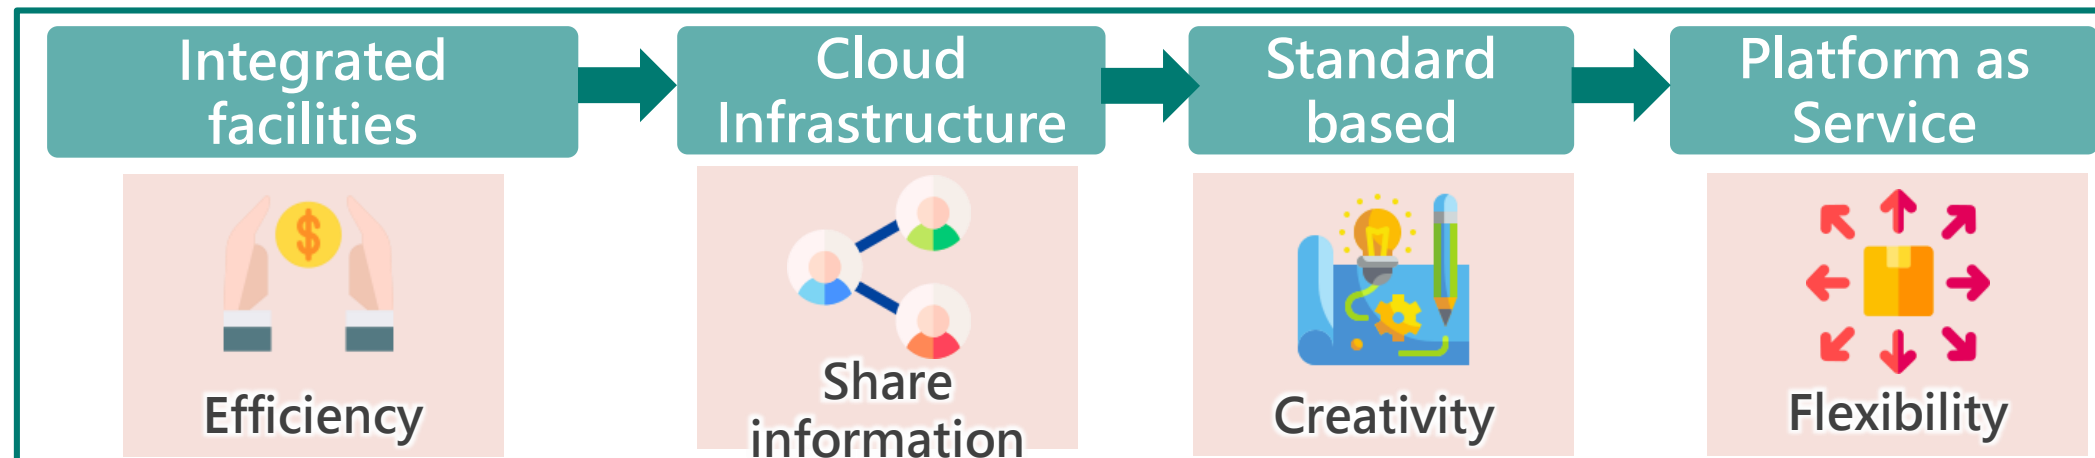 Integrated
facilities
Cloud
Infrastructure
Standard
based
Platform as
Service
$
Efficiency
Share
information
Creativity
Flexibility